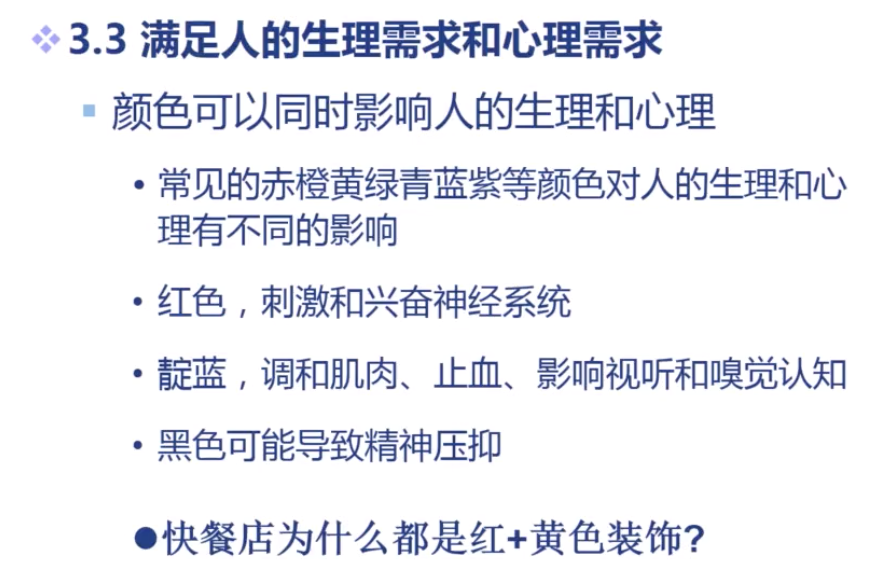 3.3 满足人的生理需求和心理需求
颜色可以同时影响人的生理和心理
• 常见的赤橙黄绿青蓝紫等颜色对人的生理和心
理有不同的影响
• 红色，刺激和兴奋神经系统
• 靛蓝，调和肌肉、止血、影响视听和嗅觉认知
• 黑色可能导致精神压抑
●快餐店为什么都是红+黄色装饰?